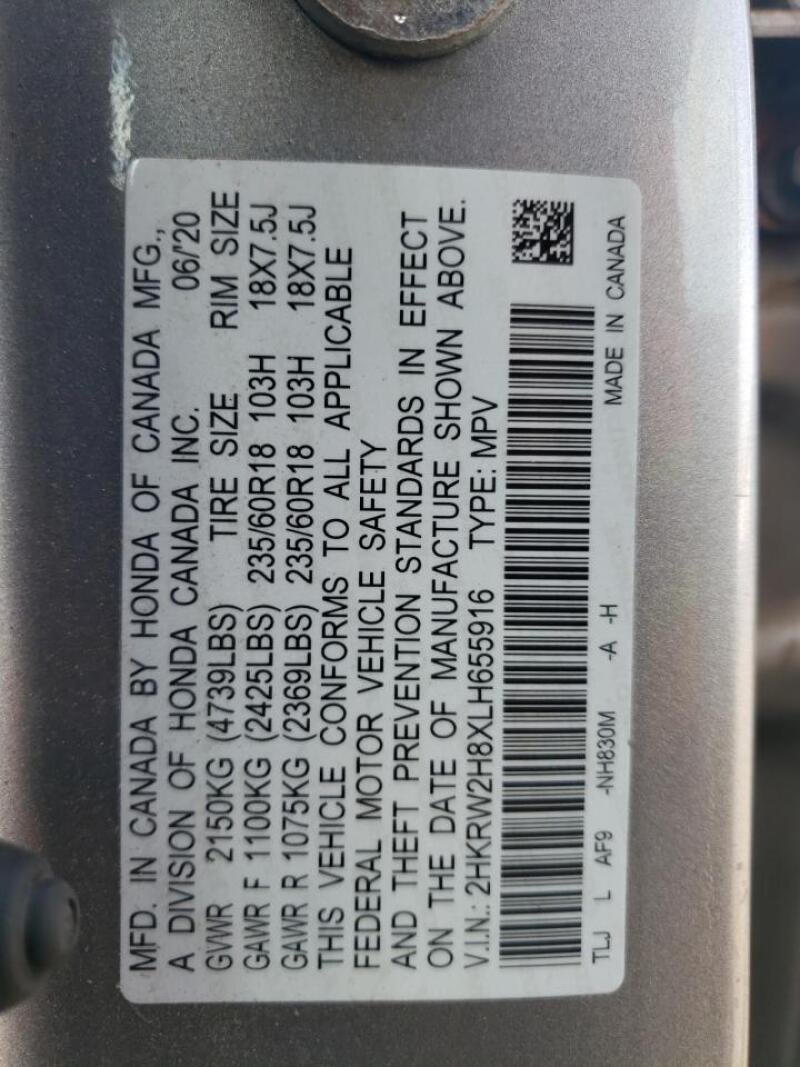 MFD. IN CANADA BY HONDA OF CANADA MFG.,
A DIVISION OF HONDA CANADA INC. 06/'20
GVWR 2150KG (4739LBS) TIRE SIZE RIM SIZE
GAWR F 1100KG (2425LBS) 235/60R18 103H 18X7.5J
GAWR R 1075KG (2369LBS) 235/60R18 103H 18X7.5J
THIS VEHICLE CONFORMS TO ALL APPLICABLE
FEDERAL MOTOR VEHICLE SAFETY
AND THEFT PREVENTION STANDARDS IN EFFECT
ON THE DATE OF MANUFACTURE SHOWN ABOVE.
V.I.N.: 2HKRW2H8XLH655916 TYPE: MPV
TLJ L AF9 -NH830M -A -H MADE IN CANADA